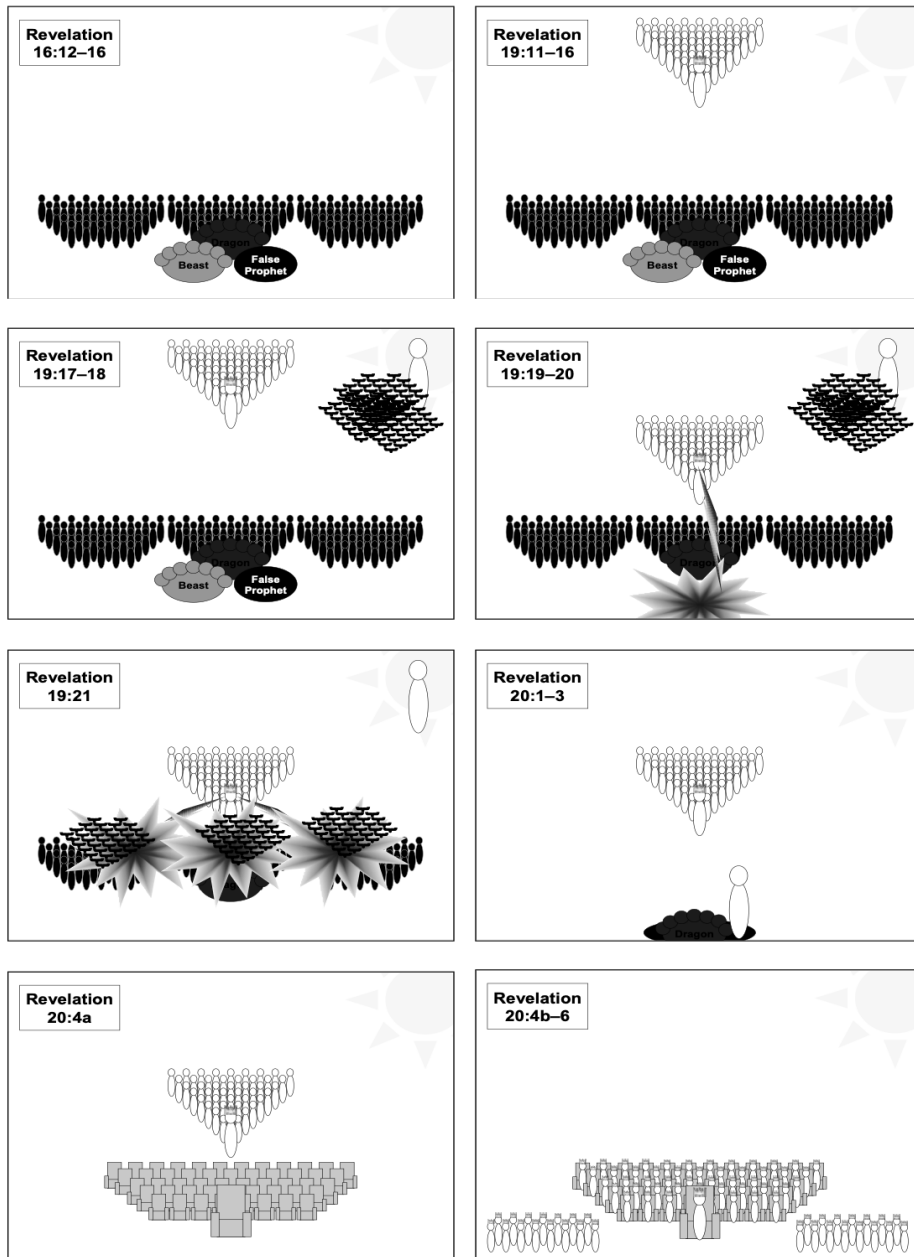 Revelation
16:12–16
Dragon
Beast
False
Prophet
Revelation
19:11–16
Dragon
Beast
False
Prophet
Revelation
19:17–18
Dragon
Beast
False
Prophet
Revelation
19:19–20
Dragon
Revelation
19:21
Revelation
20:1–3
Dragon
Revelation
20:4a
Revelation
20:4b–6